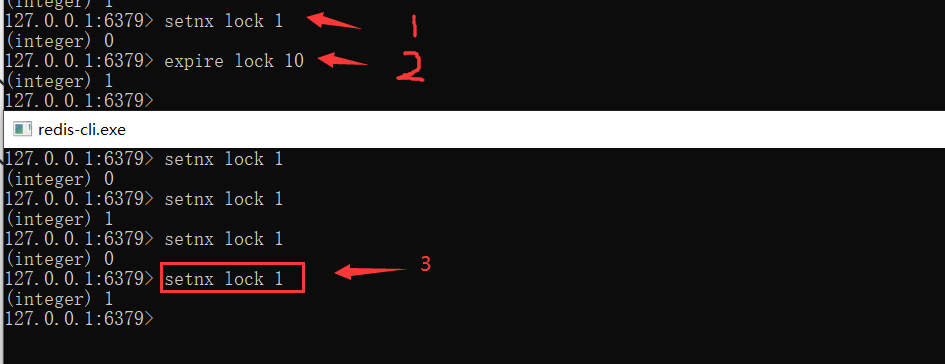 (integer) 1
127.0.0.1:6379> setnx lock 1
1
(integer) 0
127.0.0.1:6379> expire lock 10
2
(integer) 1
127.0.0.1:6379>
redis-cli.exe
127.0.0.1:6379> setnx lock 1
(integer) 0
127.0.0.1:6379> setnx lock 1
(integer) 1
127.0.0.1:6379> setnx lock 1
(integer) 0
3
127.0.0.1:6379> setnx lock 1
(integer) 1
127.0.0.1:6379>